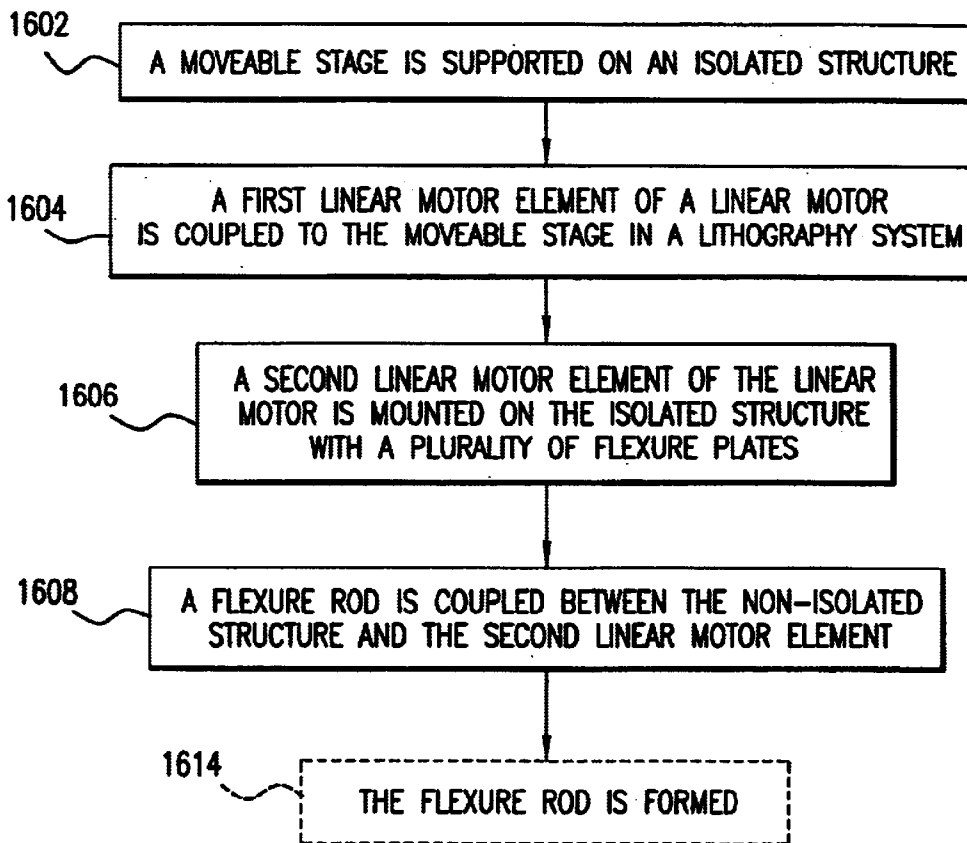 1602
A MOVEABLE STAGE IS SUPPORTED ON AN ISOLATED STRUCTURE
1604
A FIRST LINEAR MOTOR ELEMENT OF A LINEAR MOTOR
IS COUPLED TO THE MOVEABLE STAGE IN A LITHOGRAPHY SYSTEM
1606
A SECOND LINEAR MOTOR ELEMENT OF THE LINEAR
MOTOR IS MOUNTED ON THE ISOLATED STRUCTURE
WITH A PLURALITY OF FLEXURE PLATES
1608
A FLEXURE ROD IS COUPLED BETWEEN THE NON-ISOLATED
STRUCTURE AND THE SECOND LINEAR MOTOR ELEMENT
1614
THE FLEXURE ROD IS FORMED